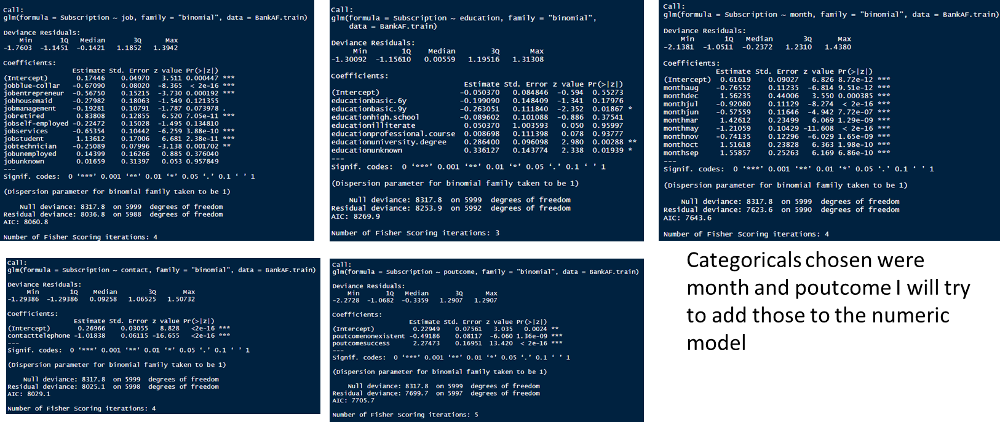 Call:
glm(formula = Subscription ~ job, family = "binomial", data = BankAF.train)
Deviance Residuals:
Min 1Q Median 3Q Max
-1.7603 -1.1451 -0.1421 1.1852 1.3942
Coefficients:
Estimate Std. Error z value Pr(>|z|)
(Intercept) 0.17446 0.04970 3.511 0.000447 ***
jobblue-collar -0.67090 0.08020 -8.365 < 2e-16 ***
jobentrepreneur -0.56750 0.15215 -3.730 0.000192 ***
jobhousemaid -0.27982 0.18063 -1.549 0.121355
jobmanagement -0.19281 0.10791 -1.787 0.073978 .
jobretired 0.83808 0.12855 6.520 7.05e-11 ***
jobself-employed -0.22472 0.15028 -1.495 0.134810
jobservices -0.65354 0.10442 -6.259 3.88e-10 ***
jobstudent 1.13612 0.17006 6.681 2.38e-11 ***
jobtechnician -0.25089 0.07996 -3.138 0.001702 **
jobunemployed 0.14399 0.16266 0.885 0.376040
jobunknown 0.01659 0.31397 0.053 0.957849
---
Signif. codes: 0 ‘***’ 0.001 ‘**’ 0.01 ‘*’ 0.05 ‘.’ 0.1 ‘ ’ 1
(Dispersion parameter for binomial family taken to be 1)
Null deviance: 8317.8 on 5999 degrees of freedom
Residual deviance: 8036.8 on 5988 degrees of freedom
AIC: 8060.8
Number of Fisher Scoring iterations: 4
Call:
glm(formula = Subscription ~ education, family = "binomial",
data = BankAF.train)
Deviance Residuals:
Min 1Q Median 3Q Max
-1.30092 -1.15610 0.00559 1.19516 1.31308
Coefficients:
Estimate Std. Error z value Pr(>|z|)
(Intercept) -0.050370 0.084846 -0.594 0.55273
educationbasic.6y -0.199090 0.148409 -1.341 0.17976
educationbasic.9y -0.263051 0.111840 -2.352 0.01867 *
educationhigh.school -0.089602 0.101088 -0.886 0.37541
educationilliterate 0.050370 1.003593 0.050 0.95997
educationprofessional.course 0.008698 0.111398 0.078 0.93777
educationuniversity.degree 0.286400 0.096098 2.980 0.00288 **
educationunknown 0.336127 0.143774 2.338 0.01939 *
---
Signif. codes: 0 ‘***’ 0.001 ‘**’ 0.01 ‘*’ 0.05 ‘.’ 0.1 ‘ ’ 1
(Dispersion parameter for binomial family taken to be 1)
Null deviance: 8317.8 on 5999 degrees of freedom
Residual deviance: 8253.9 on 5992 degrees of freedom
AIC: 8269.9
Number of Fisher Scoring iterations: 3
Call:
glm(formula = Subscription ~ month, family = "binomial", data = BankAF.train)
Deviance Residuals:
Min 1Q Median 3Q Max
-2.1381 -1.0511 -0.2372 1.2310 1.4380
Coefficients:
Estimate Std. Error z value Pr(>|z|)
(Intercept) 0.61619 0.09027 6.826 8.72e-12 ***
monthaug -0.76552 0.11235 -6.814 9.51e-12 ***
monthdec 1.56235 0.44006 3.550 0.000385 ***
monthjul -0.92080 0.11129 -8.274 < 2e-16 ***
monthjun -0.57559 0.11646 -4.942 7.72e-07 ***
monthmar 1.42612 0.23499 6.069 1.29e-09 ***
monthmay -1.21059 0.10429 -11.608 < 2e-16 ***
monthnov -0.74135 0.12296 -6.029 1.65e-09 ***
monthoct 1.51618 0.23828 6.363 1.98e-10 ***
monthsep 1.55857 0.25263 6.169 6.86e-10 ***
---
Signif. codes: 0 ‘***’ 0.001 ‘**’ 0.01 ‘*’ 0.05 ‘.’ 0.1 ‘ ’ 1
(Dispersion parameter for binomial family taken to be 1)
Null deviance: 8317.8 on 5999 degrees of freedom
Residual deviance: 7623.6 on 5990 degrees of freedom
AIC: 7643.6
Number of Fisher Scoring iterations: 4
Call:
glm(formula = Subscription ~ contact, family = "binomial", data = BankAF.train)
Deviance Residuals:
Min 1Q Median 3Q Max
-1.29386 -1.29386 0.09258 1.06525 1.50732
Coefficients:
Estimate Std. Error z value Pr(>|z|)
(Intercept) 0.26966 0.03055 8.828 <2e-16 ***
contacttelephone -1.01838 0.06115 -16.655 <2e-16 ***
---
Signif. codes: 0 ‘***’ 0.001 ‘**’ 0.01 ‘*’ 0.05 ‘.’ 0.1 ‘ ’ 1
(Dispersion parameter for binomial family taken to be 1)
Null deviance: 8317.8 on 5999 degrees of freedom
Residual deviance: 8025.1 on 5998 degrees of freedom
AIC: 8029.1
Number of Fisher Scoring iterations: 4
Call:
glm(formula = Subscription ~ poutcome, family = "binomial", data = BankAF.train)
Deviance Residuals:
Min 1Q Median 3Q Max
-2.2728 -1.0682 -0.3359 1.2907 1.2907
Coefficients:
Estimate Std. Error z value Pr(>|z|)
(Intercept) 0.22949 0.07561 3.035 0.0024 **
poutcomenonexistent -0.49186 0.08117 -6.060 1.36e-09 ***
poutcomesuccess 2.27473 0.16951 13.420 < 2e-16 ***
---
Signif. codes: 0 ‘***’ 0.001 ‘**’ 0.01 ‘*’ 0.05 ‘.’ 0.1 ‘ ’ 1
(Dispersion parameter for binomial family taken to be 1)
Null deviance: 8317.8 on 5999 degrees of freedom
Residual deviance: 7699.7 on 5997 degrees of freedom
AIC: 7705.7
Number of Fisher Scoring iterations: 5
Categoricals chosen were
month and poutcome I will try
to add those to the numeric
model